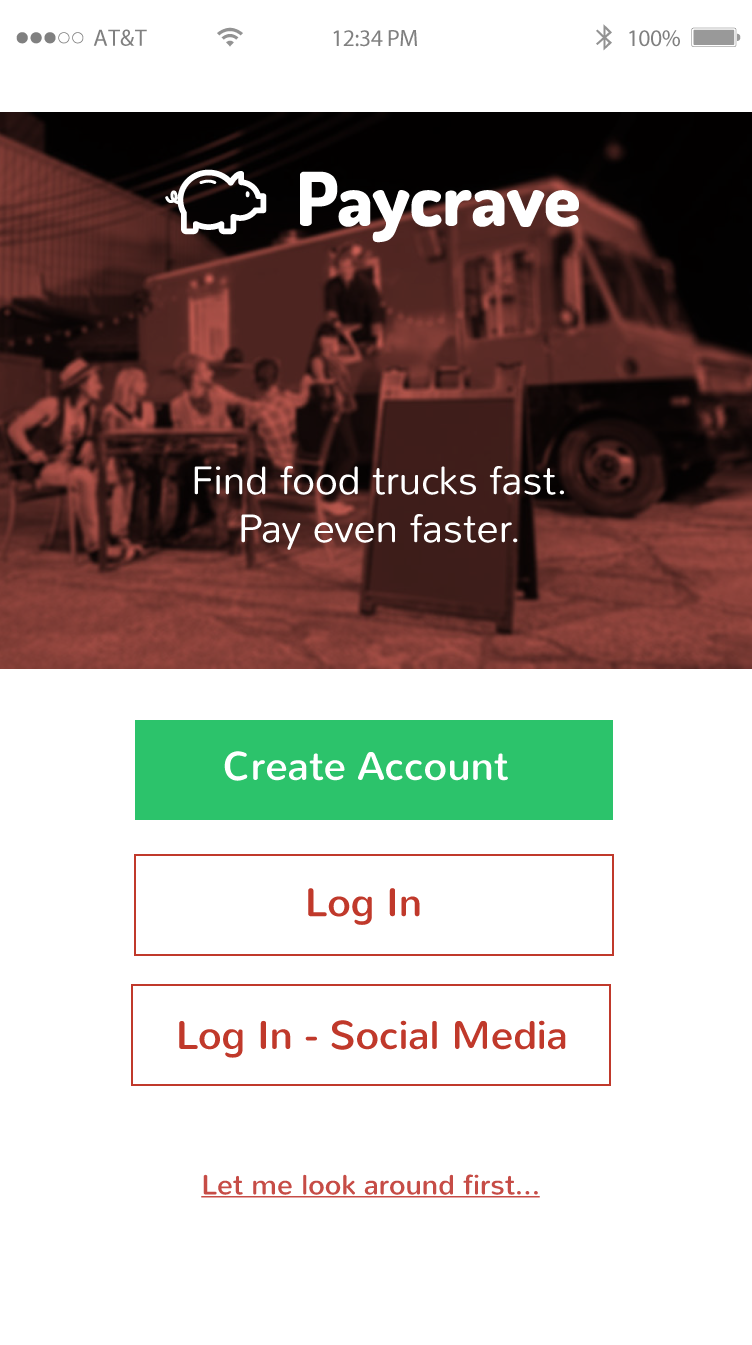 AT&T 12:34 PM 100%
Paycrave
Find food trucks fast.
Pay even faster.
Create Account
Log In
Log In - Social Media
Let me look around first...